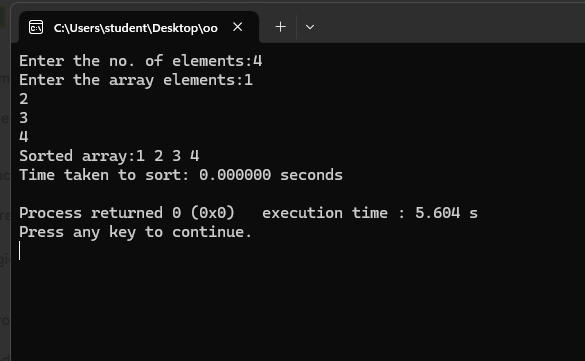 C:\Users\student\Desktop\oo
Enter the no. of elements:4
Enter the array elements:1
2
3
4
Sorted array:1 2 3 4
Time taken to sort: 0.000000 seconds
Process returned 0 (0x0)   execution time : 5.604 s
Press any key to continue.